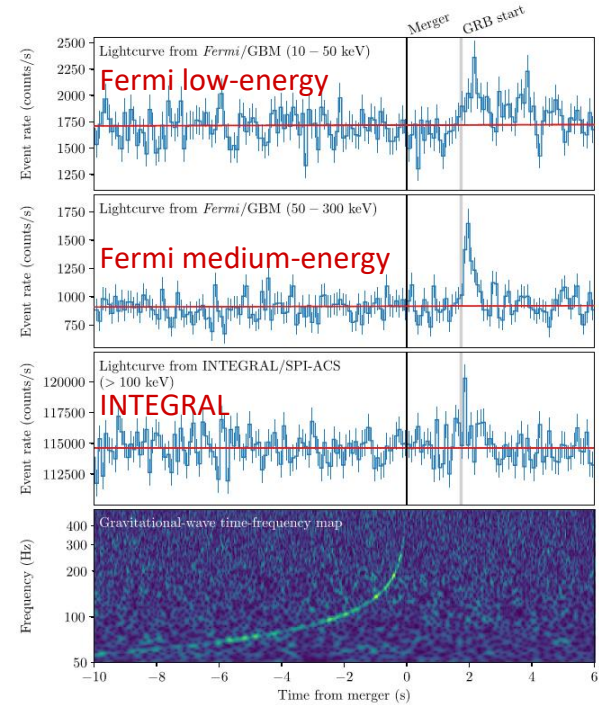 Merger
GRB start
Lightcurve from Fermi/GBM (10 − 50 keV)
Fermi low-energy
2500
2250
2000
1750
1500
1250
Event rate (counts/s)
Lightcurve from Fermi/GBM (50 − 300 keV)
Fermi medium-energy
1750
1500
1250
1000
750
Event rate (counts/s)
Lightcurve from INTEGRAL/SPI-ACS
(> 100 keV)
INTEGRAL
120000
117500
115000
112500
Event rate (counts/s)
Gravitational-wave time-frequency map
400
300
200
100
50
Frequency (Hz)
−10 −8 −6 −4 −2 0 2 4 6
Time from merger (s)